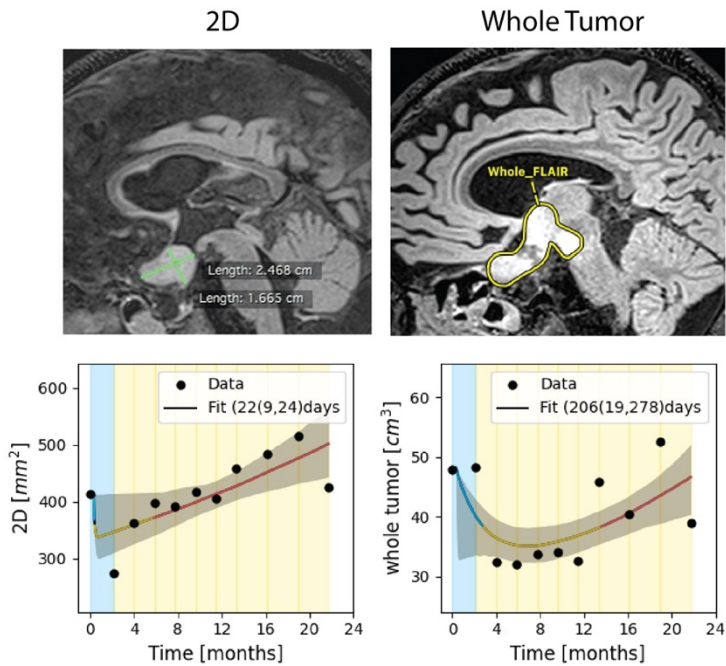 2D
Whole Tumor
Length: 2.468 cm
Length: 1.665 cm
Whole_FLAIR
600
500
400
300
2D [mm²]
Data
Fit (22(9,24)days
0 4 8 12 16 20 24
Time [months]
60
50
40
30
whole tumor [cm³]
Data
Fit (206(19,278)days
0 4 8 12 16 20 24
Time [months]